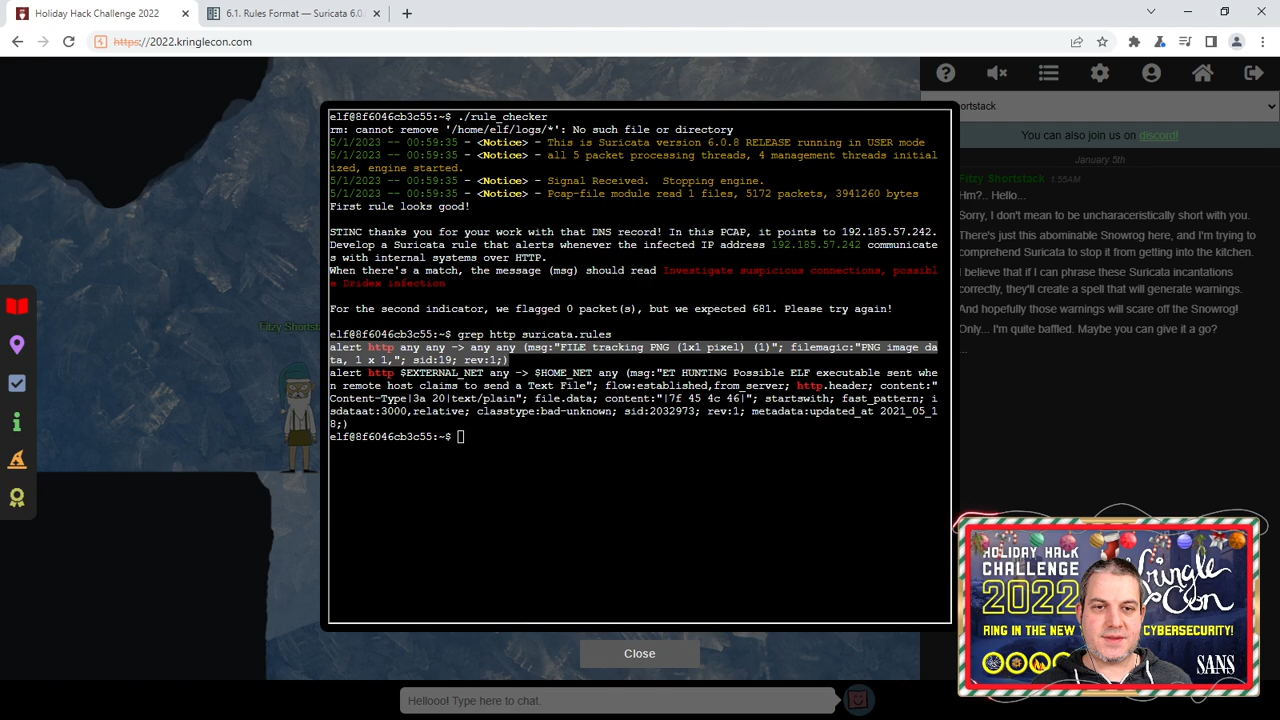 Holiday Hack Challenge 2022
6.1. Rules Format — Suricata 6.0.
https://2022.kringlecon.com
elf@8f6046cb3c55:~$ ./rule_checker
rm: cannot remove '/home/elf/logs/*': No such file or directory
5/1/2023 -- 00:59:35 - <Notice> - This is Suricata version 6.0.8 RELEASE running in USER mode
5/1/2023 -- 00:59:35 - <Notice> - all 5 packet processing threads, 4 management threads initial
ized, engine started.
5/1/2023 -- 00:59:35 - <Notice> - Signal Received.  Stopping engine.
5/1/2023 -- 00:59:35 - <Notice> - Pcap-file module read 1 files, 5172 packets, 3941260 bytes
First rule looks good!
STINC thanks you for your work with that DNS record! In this PCAP, it points to 192.185.57.242.
Develop a Suricata rule that alerts whenever the infected IP address 192.185.57.242 communicate
s with internal systems over HTTP.
When there's a match, the message (msg) should read Investigate suspicious connections, possibl
e Dridex infection
For the second indicator, we flagged 0 packet(s), but we expected 681. Please try again!
elf@8f6046cb3c55:~$ grep http suricata.rules
alert http any any -> any any (msg:"FILE tracking PNG (1x1 pixel) (1)"; filemagic:"PNG image da
ta, 1 x 1,"; sid:19; rev:1;)
alert http $EXTERNAL_NET any -> $HOME_NET any (msg:"ET HUNTING Possible ELF executable sent whe
n remote host claims to send a Text File"; flow:established,from_server; http.header; content:"
Content-Type|3a 20|text/plain"; file.data; content:"|7f 45 4c 46|"; startswith; fast_pattern; i
sdataat:3000,relative; classtype:bad-unknown; sid:2032973; rev:1; metadata:updated_at 2021_05_1
8;)
elf@8f6046cb3c55:~$
Close
Fitzy Shortsta
ortstack
You can also join us on discord!
January 5th
Fitzy Shortstack 1:55AM
Hm?.. Hello...
Sorry, I don't mean to be uncharaceristically short with you.
There's just this abominable Snowrog here, and I'm trying to
comprehend Suricata to stop it from getting into the kitchen.
I believe that if I can phrase these Suricata incantations
correctly, they'll create a spell that will generate warnings.
And hopefully those warnings will scare off the Snowrog!
Only... I'm quite baffled. Maybe you can give it a go?
...
Hellooo! Type here to chat.
HOLIDAY HACK
CHALLENGE
2022
Kringle
Con
RING IN THE NEW Y
CYBERSECURITY!
SANS